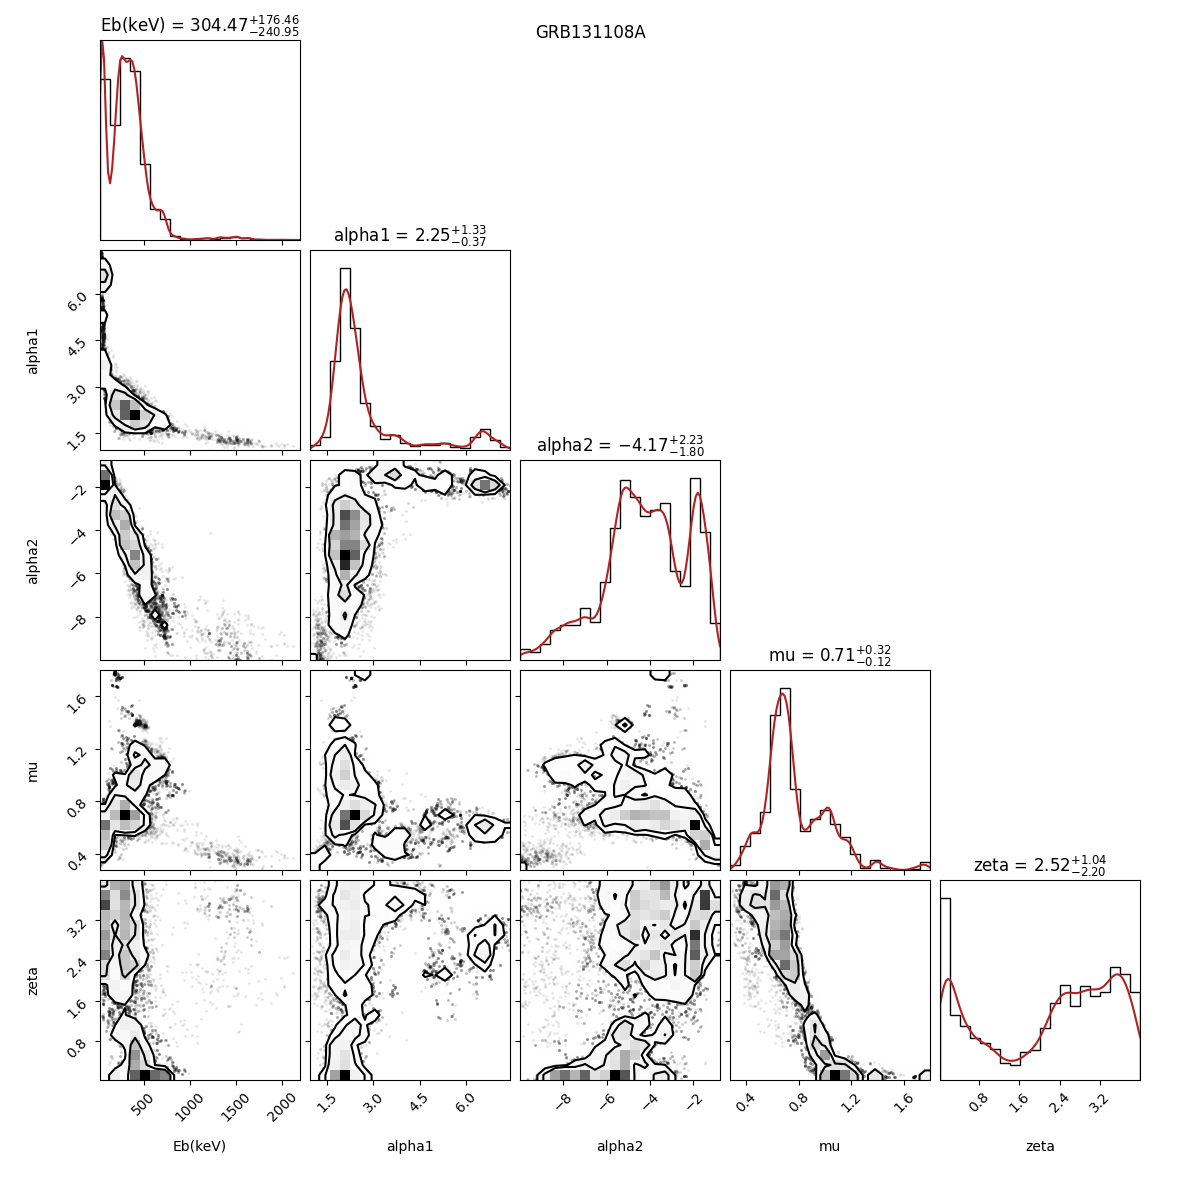 GRB131108A
Eb(keV) = 304.47$^{+176.46}_{-240.95}$
alpha1 = 2.25$^{+1.33}_{-0.37}$
6.0
4.5
3.0
1.5
alpha1
alpha2 = −4.17$^{+2.23}_{-1.80}$
−2
−4
−6
−8
alpha2
mu = 0.71$^{+0.32}_{-0.12}$
1.6
1.2
0.8
0.4
mu
zeta = 2.52$^{+1.04}_{-2.20}$
3.2
2.4
1.6
0.8
zeta
500 1000 1500 2000 1.5 3.0 4.5 6.0 −8 −6 −4 −2 0.4 0.8 1.2 1.6 0.8 1.6 2.4 3.2
Eb(keV) alpha1 alpha2 mu zeta